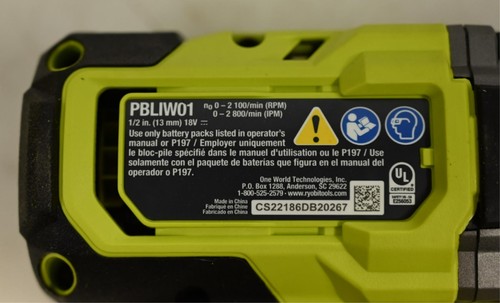 PBLIW01
n₀ 0 – 2 100/min (RPM)
1/2 in. (13 mm) 18V ⎓
0 – 2 800/min (IPM)
Use only battery packs listed in operator's
manual or P197 / Employer uniquement
le bloc-pile spécifié dans le manuel d'utilisation ou le P197 / Use
solamente con el paquete de baterias que figura en el manual del
operador o P197.
One World Technologies, Inc.
P.O. Box 1288, Anderson, SC 29622
1-800-525-2579 • www.ryobitools.com
Made in China
Fabriqué en Chine
Fabricado en China
CS22186DB20267
UL
CERTIFIED